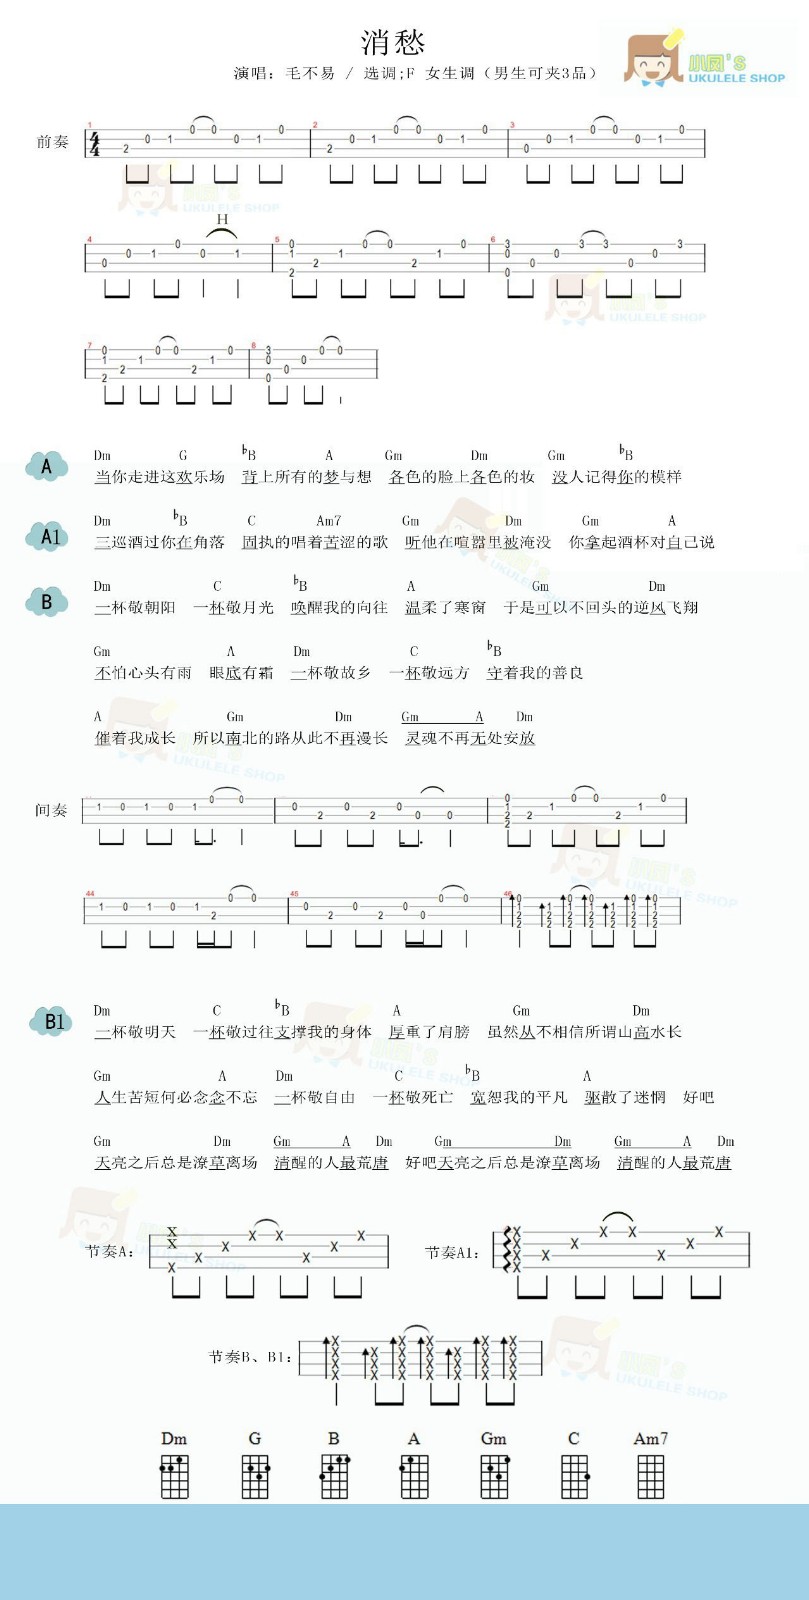 消愁
演唱: 毛不易 / 选调;F 女生调（男生可夹3品）
小凤'S
UKULELE SHOP
前奏
H
A
Dm G bB A Gm Dm Gm bB
当你走进这欢乐场 背上所有的梦与想 各色的脸上各色的妆 没人记得你的模样
A1
Dm bB C Am7 Gm Dm Gm A
三巡酒过你在角落 固执的唱着苦涩的歌 听他在喧嚣里被淹没 你拿起酒杯对自己说
B
Dm C bB A Gm Dm
一杯敬朝阳 一杯敬月光 唤醒我的向往 温柔了寒窗 于是可以不回头的逆风飞翔
Gm A Dm C bB
不怕心头有雨 眼底有霜 一杯敬故乡 一杯敬远方 守着我的善良
A Gm Dm Gm A Dm
催着我成长 所以南北的路从此不再漫长 灵魂不再无处安放
间奏
44 45 46
B1
Dm C bB A Gm Dm
一杯敬明天 一杯敬过往支撑我的身体 厚重了肩膀 虽然从不相信所谓山高水长
Gm A Dm C bB A
人生苦短何必念念不忘 一杯敬自由 一杯敬死亡 宽恕我的平凡 驱散了迷惘 好吧
Gm Dm Gm A Dm Gm Dm Gm A Dm
天亮之后总是潦草离场 清醒的人最荒唐 好吧天亮之后总是潦草离场 清醒的人最荒唐
节奏A: 节奏A1:
节奏B、B1:
Dm G B A Gm C Am7